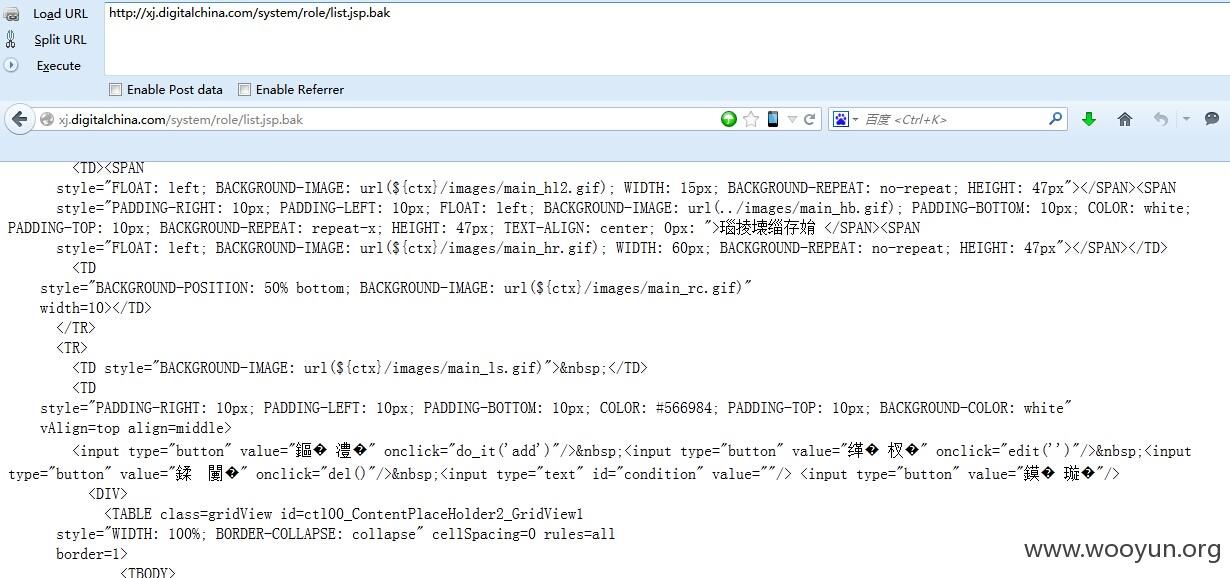 Load URL
http://xj.digitalchina.com/system/role/list.jsp.bak
Split URL
Execute
Enable Post data Enable Referrer
xj.digitalchina.com/system/role/list.jsp.bak
百度 <Ctrl+K>
<TD><SPAN
style="FLOAT: left; BACKGROUND-IMAGE: url(${ctx}/images/main_hl2.gif); WIDTH: 15px; BACKGROUND-REPEAT: no-repeat; HEIGHT: 47px"></SPAN><SPAN
style="PADDING-RIGHT: 10px; PADDING-LEFT: 10px; FLOAT: left; BACKGROUND-IMAGE: url(../images/main_hb.gif); PADDING-BOTTOM: 10px; COLOR: white;
PADDING-TOP: 10px; BACKGROUND-REPEAT: repeat-x; HEIGHT: 47px; TEXT-ALIGN: center; 0px: "> </SPAN><SPAN
style="FLOAT: left; BACKGROUND-IMAGE: url(${ctx}/images/main_hr.gif); WIDTH: 60px; BACKGROUND-REPEAT: no-repeat; HEIGHT: 47px"></SPAN></TD>
<TD
style="BACKGROUND-POSITION: 50% bottom; BACKGROUND-IMAGE: url(${ctx}/images/main_rc.gif)"
width=10></TD>
</TR>
<TR>
<TD style="BACKGROUND-IMAGE: url(${ctx}/images/main_ls.gif)">&nbsp;</TD>
<TD
style="PADDING-RIGHT: 10px; PADDING-LEFT: 10px; PADDING-BOTTOM: 10px; COLOR: #566984; PADDING-TOP: 10px; BACKGROUND-COLOR: white"
vAlign=top align=middle>
<input type="button" value="鏂� 澧�" onclick="do_it('add')"/>&nbsp;<input type="button" value="缂� 杈�" onclick="edit('')"/>&nbsp;<input
type="button" value="鍒 闄�" onclick="del()"/>&nbsp;<input type="text" id="condition" value=""/> <input type="button" value="鏌� 璇�"/>
<DIV>
<TABLE class=gridView id=ctl00_ContentPlaceHolder2_GridView1
style="WIDTH: 100%; BORDER-COLLAPSE: collapse" cellSpacing=0 rules=all
border=1>
<TBODY>
www.wooyun.org